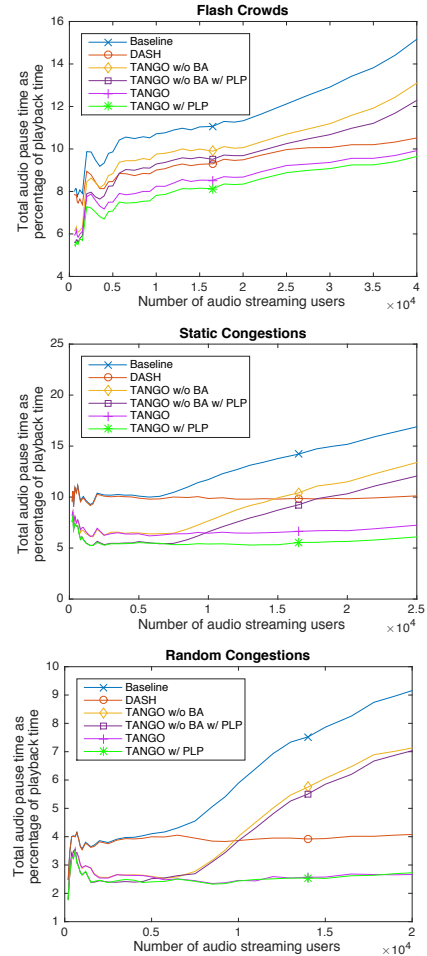 Flash Crowds
Total audio pause time as
percentage of playback time
16
14
12
10
8
6
4
Baseline
DASH
TANGO w/o BA
TANGO w/o BA w/ PLP
TANGO
TANGO w/ PLP
0 0.5 1 1.5 2 2.5 3 3.5 4
Number of audio streaming users
×10⁴
Static Congestions
Total audio pause time as
percentage of playback time
25
20
15
10
5
0
Baseline
DASH
TANGO w/o BA
TANGO w/o BA w/ PLP
TANGO
TANGO w/ PLP
0 0.5 1 1.5 2 2.5
Number of audio streaming users
×10⁴
Random Congestions
Total audio pause time as
percentage of playback time
10
9
8
7
6
5
4
3
2
1
Baseline
DASH
TANGO w/o BA
TANGO w/o BA w/ PLP
TANGO
TANGO w/ PLP
0 0.5 1 1.5 2
Number of audio streaming users
×10⁴